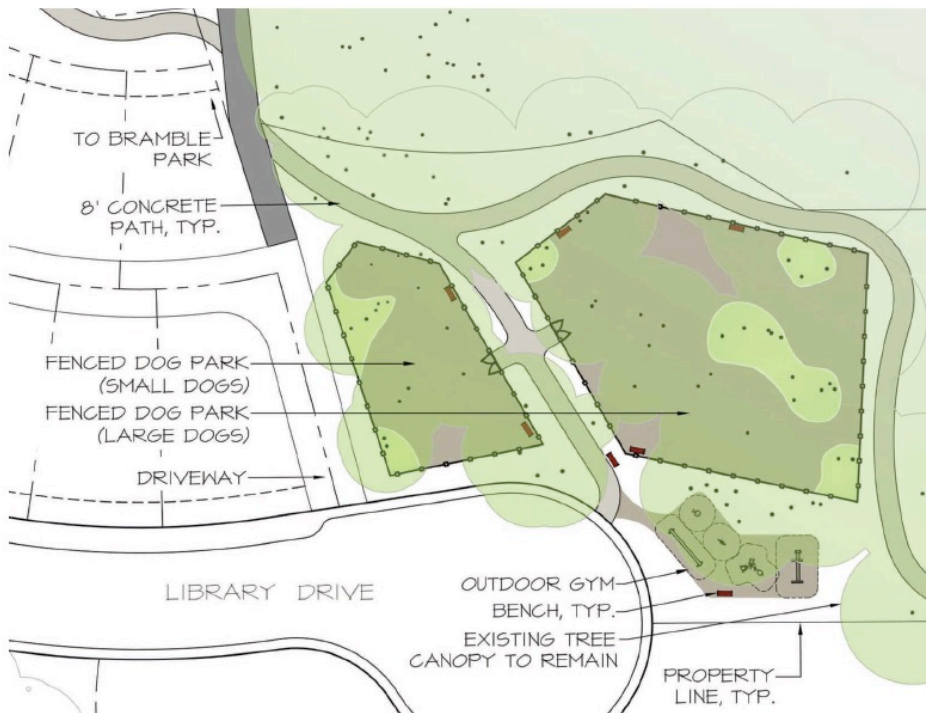 TO BRAMBLE
PARK
8' CONCRETE
PATH, TYP.
FENCED DOG PARK
(SMALL DOGS)
FENCED DOG PARK
(LARGE DOGS)
DRIVEWAY
LIBRARY DRIVE
OUTDOOR GYM
BENCH, TYP.
EXISTING TREE
CANOPY TO REMAIN
PROPERTY
LINE, TYP.